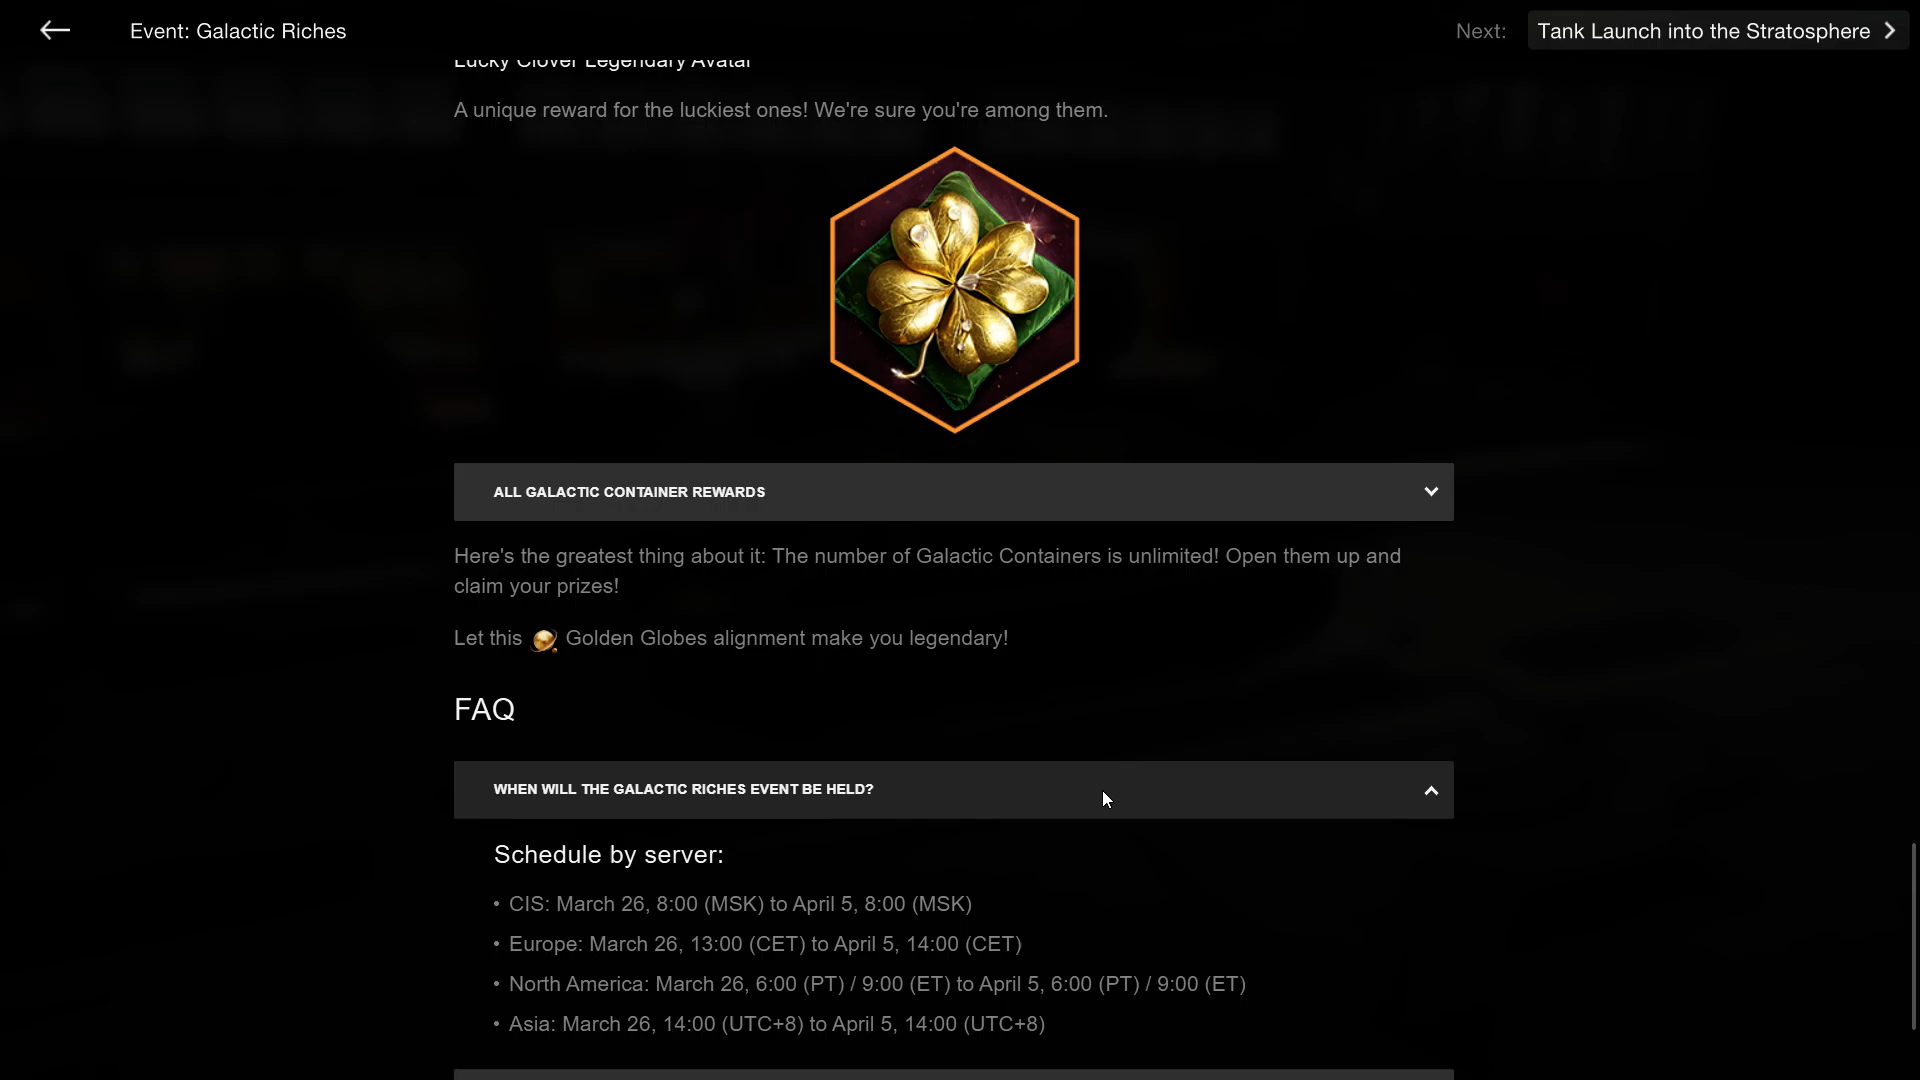 Event: Galactic Riches
Next: Tank Launch into the Stratosphere
Lucky Clover Legendary Avatar
A unique reward for the luckiest ones! We're sure you're among them.
ALL GALACTIC CONTAINER REWARDS
Here's the greatest thing about it: The number of Galactic Containers is unlimited! Open them up and
claim your prizes!
Let this Golden Globes alignment make you legendary!
FAQ
WHEN WILL THE GALACTIC RICHES EVENT BE HELD?
Schedule by server:
• CIS: March 26, 8:00 (MSK) to April 5, 8:00 (MSK)
• Europe: March 26, 13:00 (CET) to April 5, 14:00 (CET)
• North America: March 26, 6:00 (PT) / 9:00 (ET) to April 5, 6:00 (PT) / 9:00 (ET)
• Asia: March 26, 14:00 (UTC+8) to April 5, 14:00 (UTC+8)